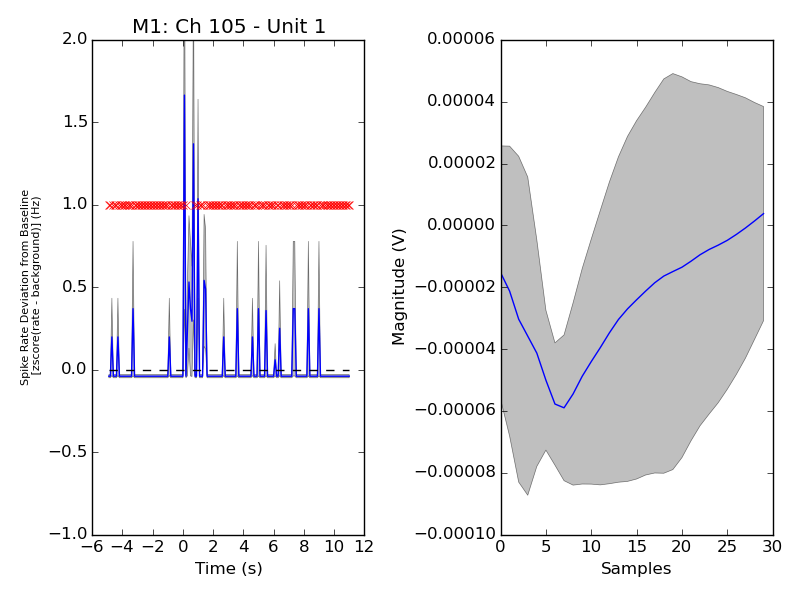 M1: Ch 105 - Unit 1
2.0
1.5
1.0
0.5
0.0
−0.5
−1.0
−6 −4 −2 0 2 4 6 8 10 12
Time (s)
Spike Rate Deviation from Baseline
[zscore(rate - background)] (Hz)
0.00006
0.00004
0.00002
0.00000
−0.00002
−0.00004
−0.00006
−0.00008
−0.00010
0 5 10 15 20 25 30
Samples
Magnitude (V)